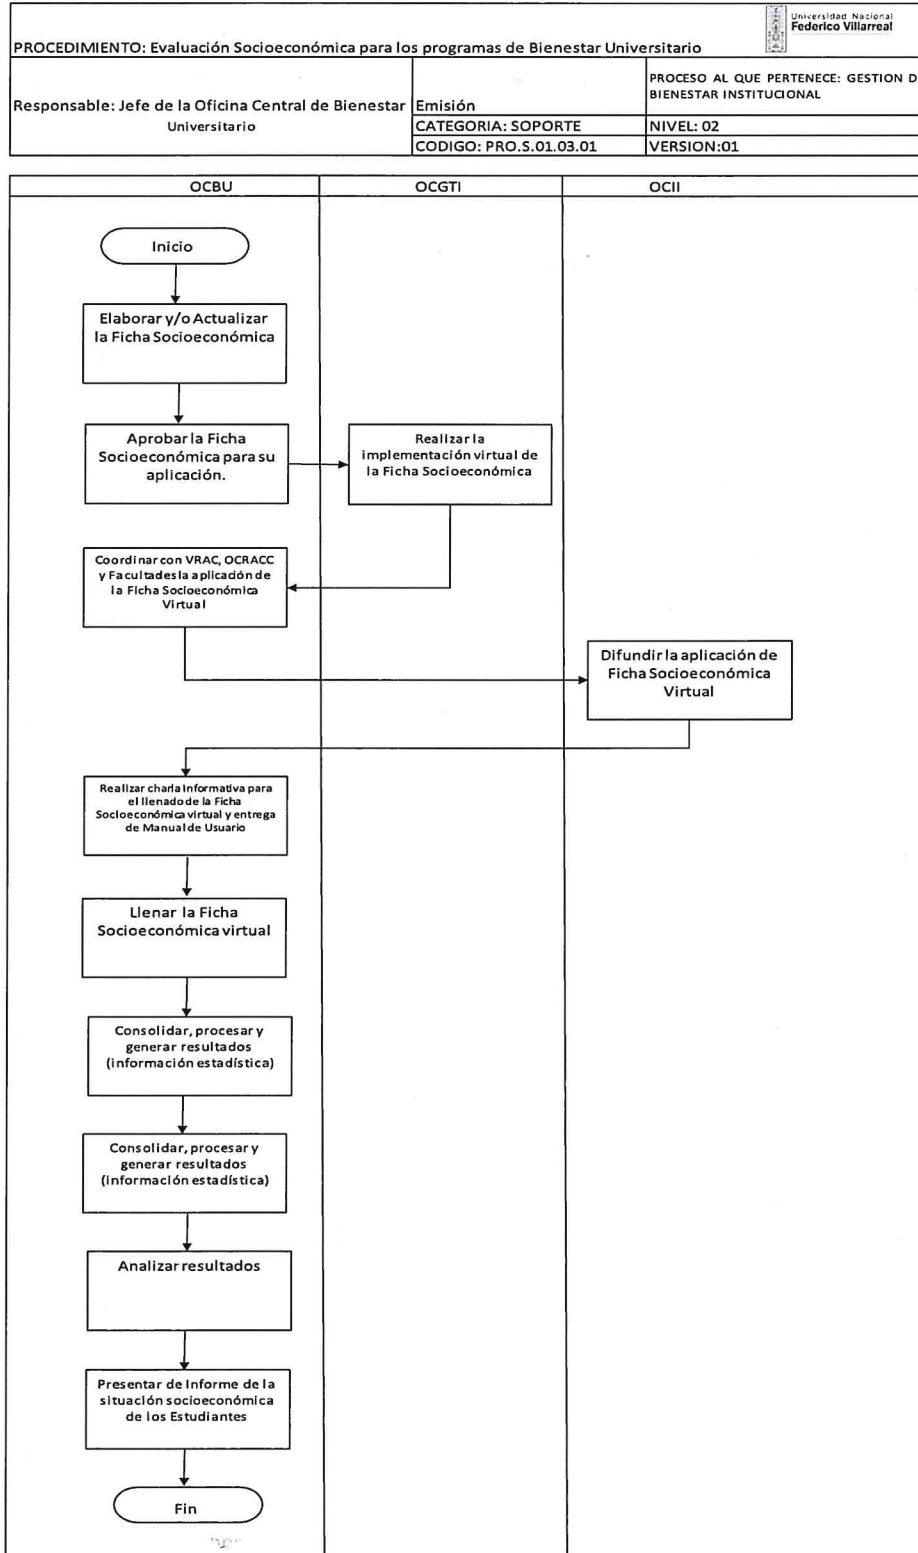 Universidad Nacional
Federico Villarreal
PROCEDIMIENTO: Evaluación Socioeconómica para los programas de Bienestar Universitario
Responsable: Jefe de la Oficina Central de Bienestar
Universitario
Emisión
PROCESO AL QUE PERTENECE: GESTION D
BIENESTAR INSTITUCIONAL
CATEGORIA: SOPORTE
NIVEL: 02
CODIGO: PRO.S.01.03.01
VERSION:01
OCBU
OCGTI
OCII
Inicio
Elaborar y/o Actualizar
la Ficha Socioeconómica
Aprobar la Ficha
Socioeconómica para su
aplicación.
Realizar la
implementación virtual de
la Ficha Socioeconómica
Coordinar con VRAC, OCRACC
y Facultades la aplicación de
la Ficha Socioeconómica
Virtual
Difundir la aplicación de
Ficha Socioeconómica
Virtual
Realizar charla informativa para
el llenado de la Ficha
Socioeconómica virtual y entrega
de Manual de Usuario
Llenar la Ficha
Socioeconómica virtual
Consolidar, procesar y
generar resultados
(información estadística)
Consolidar, procesar y
generar resultados
(información estadística)
Analizar resultados
Presentar de Informe de la
situación socioeconómica
de los Estudiantes
Fin